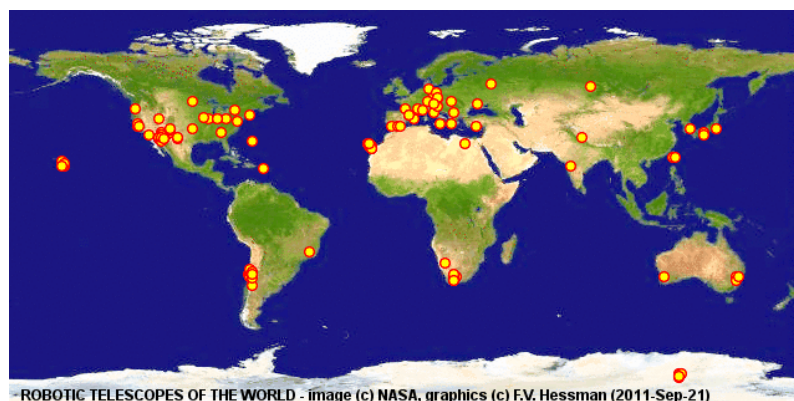 - ROBOTIC TELESCOPES OF THE WORLD - image (c) NASA, graphics (c) F.V. Hessman (2011-Sep-21)